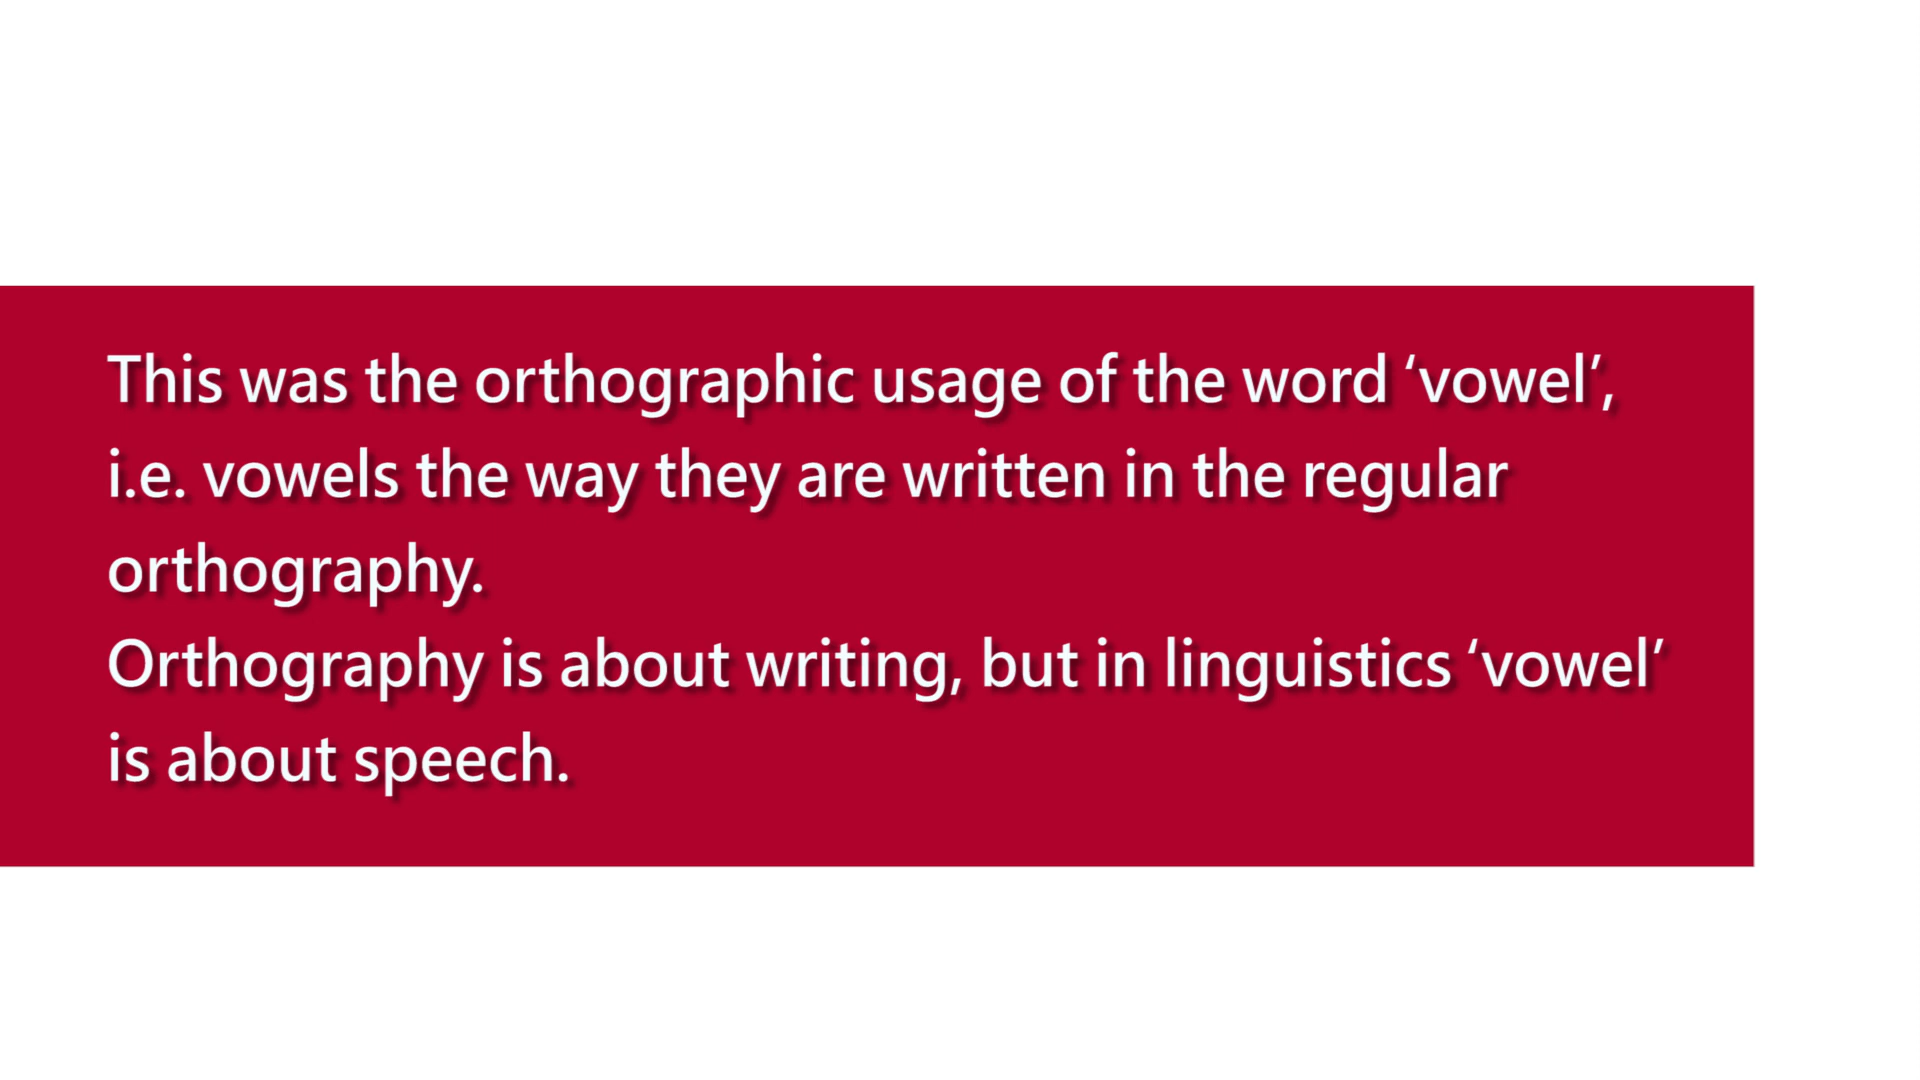 This was the orthographic usage of the word ‘vowel’,
i.e. vowels the way they are written in the regular
orthography.
Orthography is about writing, but in linguistics ‘vowel’
is about speech.